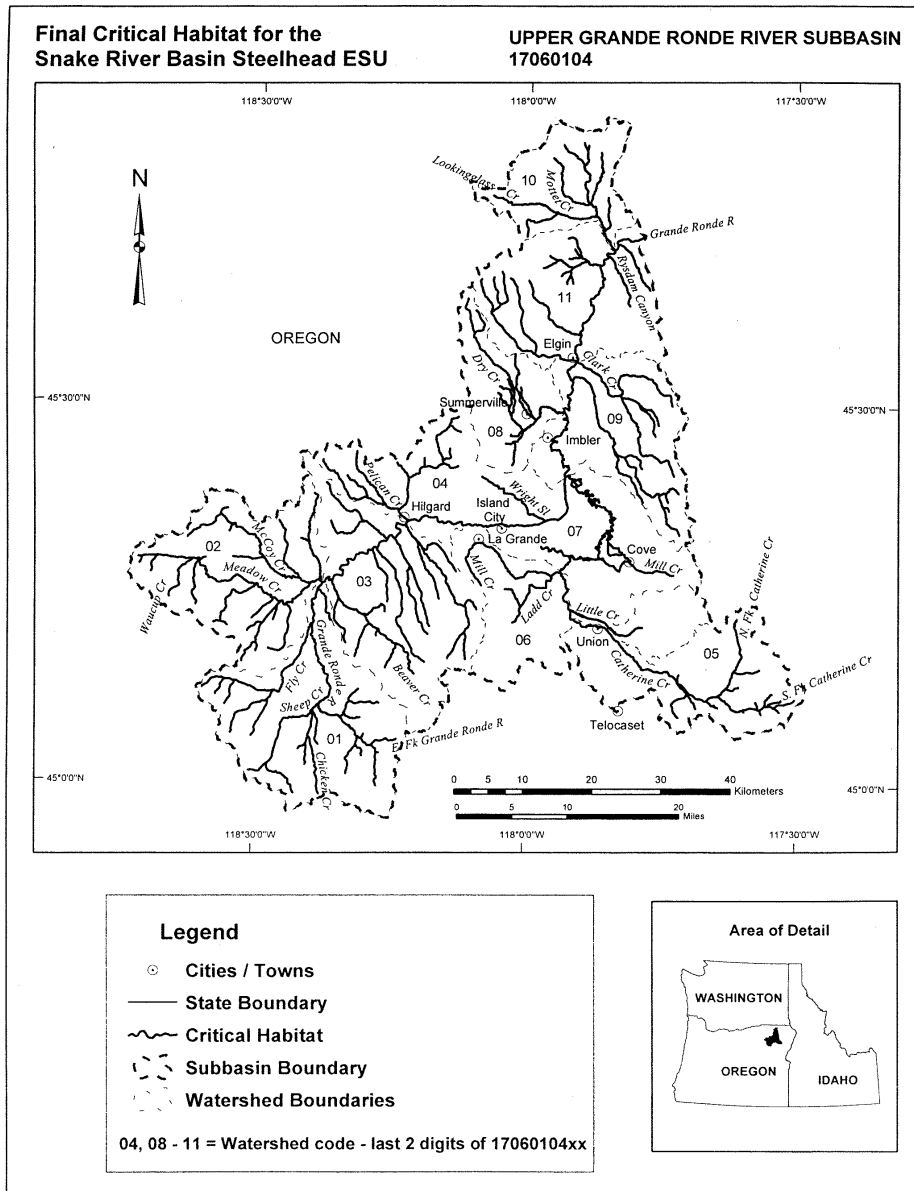 Final Critical Habitat for the
Snake River Basin Steelhead ESU
UPPER GRANDE RONDE RIVER SUBBASIN
17060104
118°30'0"W
118°0'0"W
117°30'0"W
N
Lookingglass Cr
10
Mottet Cr
Grande Ronde R
Rysdam Canyon
11
OREGON
Elgin
Clark Cr
Dry Cr
45°30'0"N
45°30'0"N
Summerville
08
Imbler
09
04
Pelican Cr
Hilgard
Wright Sl
Island
City
La Grande
07
Cove
Mill Cr
02
McCoy Cr
Meadow Cr
Waucup Cr
03
Mill Cr
Ladd Cr
Little Cr
N. Fk Catherine Cr
06
Union
05
Catherine Cr
S. Fk Catherine Cr
Grande Ronde R
Fly Cr
Beaver Cr
Sheep Cr
Telocaset
01
E. Fk Grande Ronde R
Chicken Cr
45°0'0"N
45°0'0"N
0 5 10 20 30 40
Kilometers
0 5 10 20
Miles
118°30'0"W
118°0'0"W
117°30'0"W
Legend
Cities / Towns
State Boundary
Critical Habitat
Subbasin Boundary
Watershed Boundaries
04, 08 - 11 = Watershed code - last 2 digits of 17060104xx
Area of Detail
WASHINGTON
OREGON
IDAHO